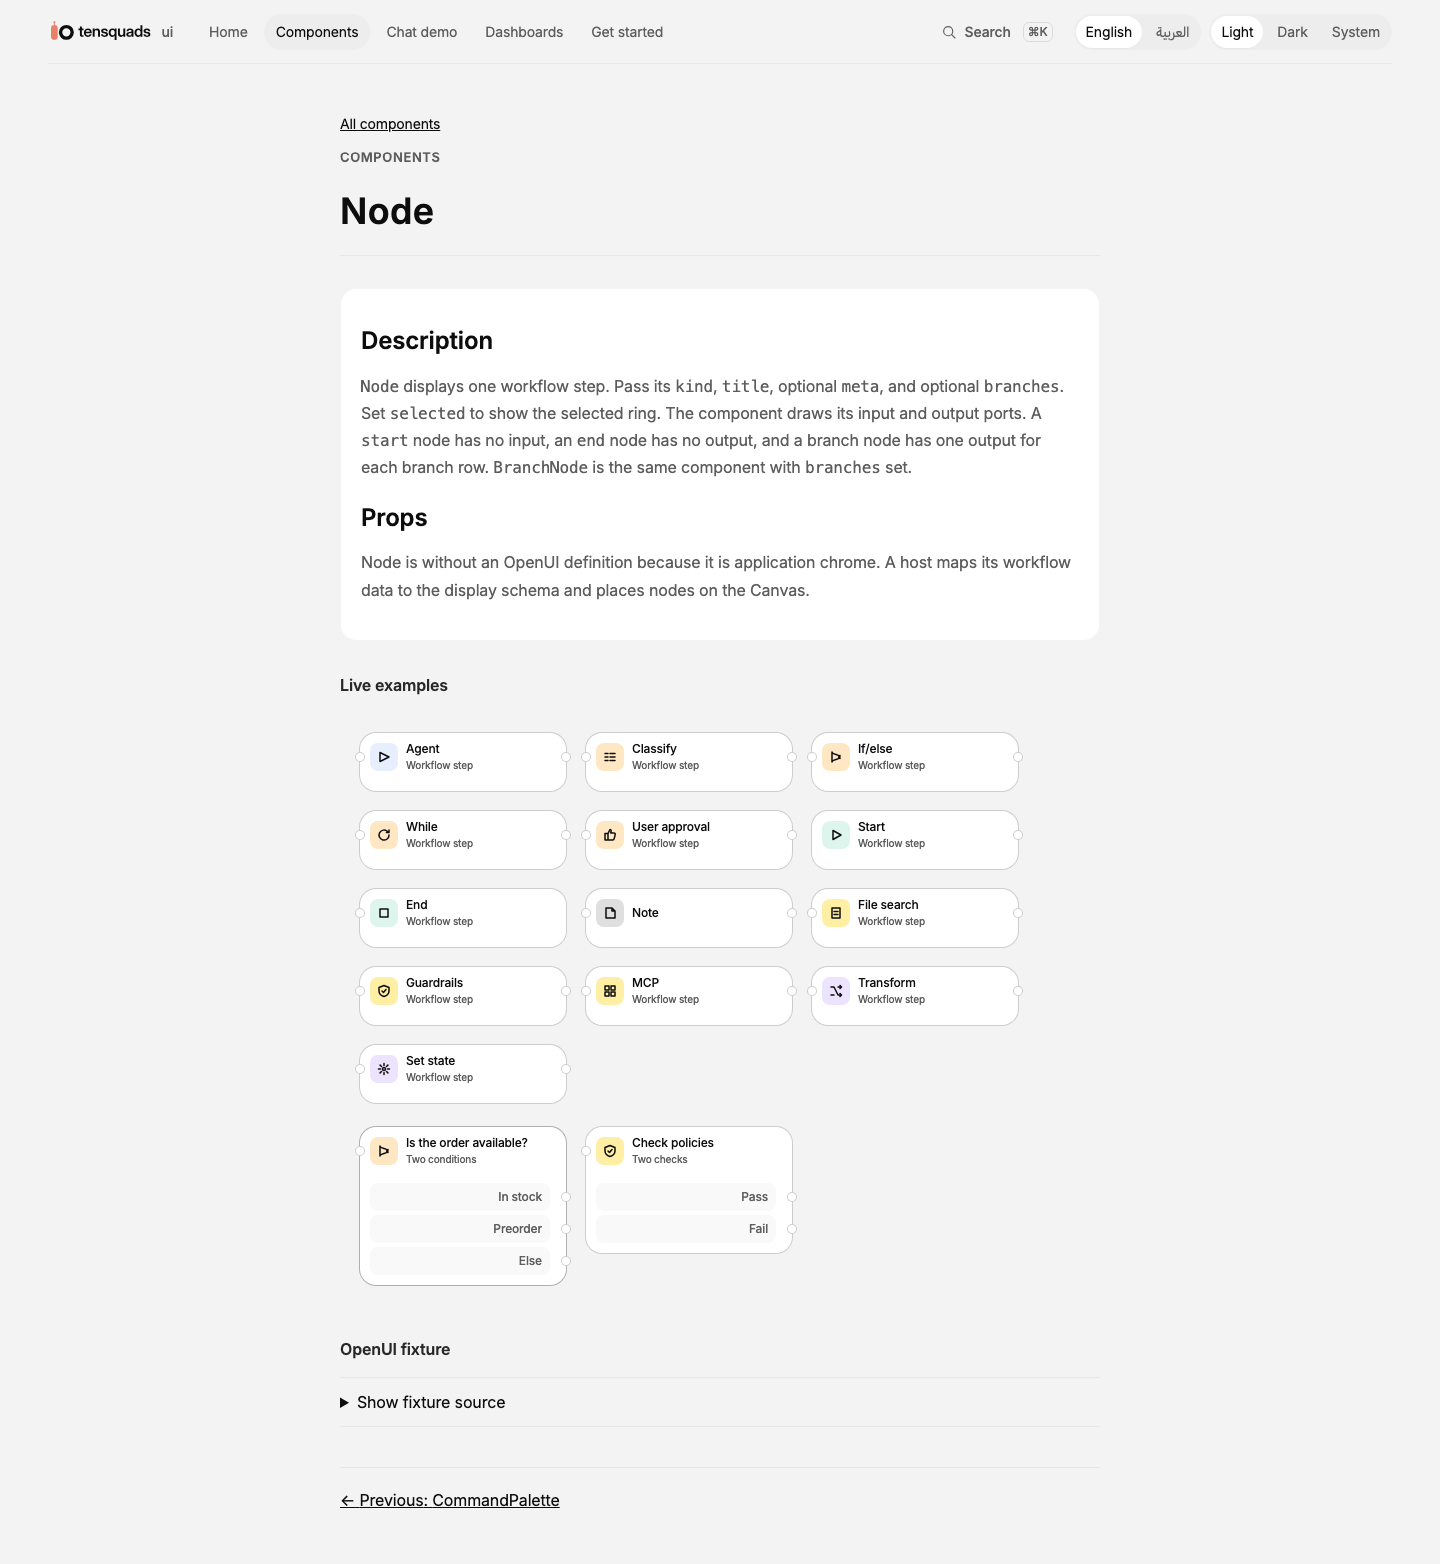 tensquads ui
Home
Components
Chat demo
Dashboards
Get started
Search ⌘K
English
العربية
Light
Dark
System
All components
COMPONENTS
Node
Description
Node displays one workflow step. Pass its kind, title, optional meta, and optional branches.
Set selected to show the selected ring. The component draws its input and output ports. A
start node has no input, an end node has no output, and a branch node has one output for
each branch row. BranchNode is the same component with branches set.
Props
Node is without an OpenUI definition because it is application chrome. A host maps its workflow
data to the display schema and places nodes on the Canvas.
Live examples
Agent
Workflow step
Classify
Workflow step
If/else
Workflow step
While
Workflow step
User approval
Workflow step
Start
Workflow step
End
Workflow step
Note
File search
Workflow step
Guardrails
Workflow step
MCP
Workflow step
Transform
Workflow step
Set state
Workflow step
Is the order available?
Two conditions
In stock
Preorder
Else
Check policies
Two checks
Pass
Fail
OpenUI fixture
Show fixture source
← Previous: CommandPalette